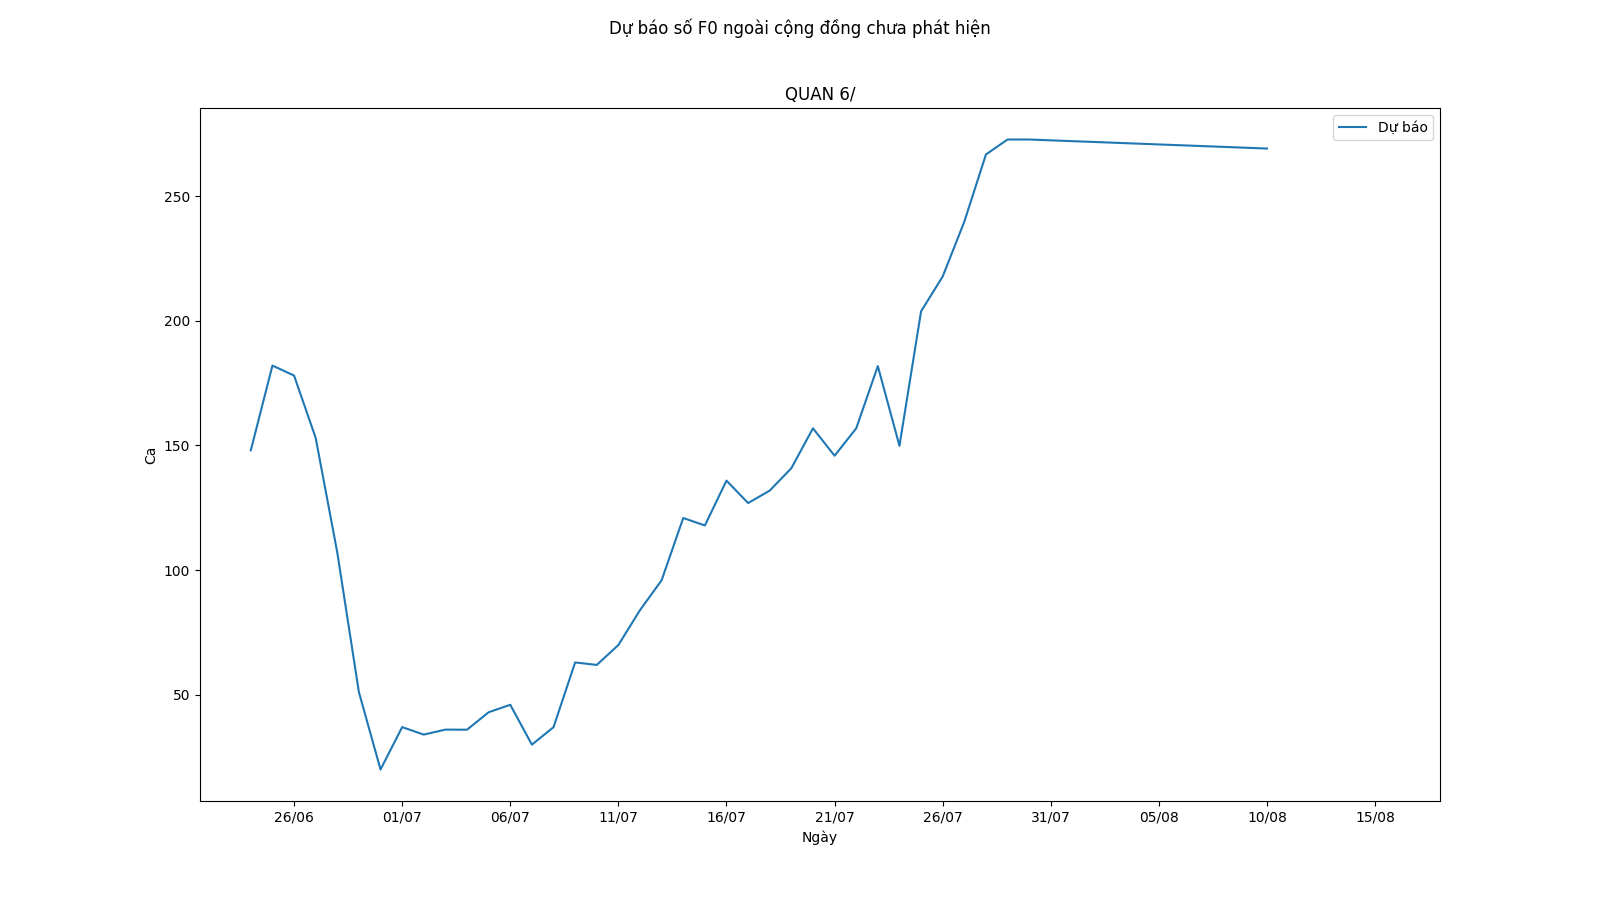 Dự báo số F0 ngoài cộng đồng chưa phát hiện
QUAN 6/
Dự báo
250
200
150
100
50
Ca
26/06 01/07 06/07 11/07 16/07 21/07 26/07 31/07 05/08 10/08 15/08
Ngày